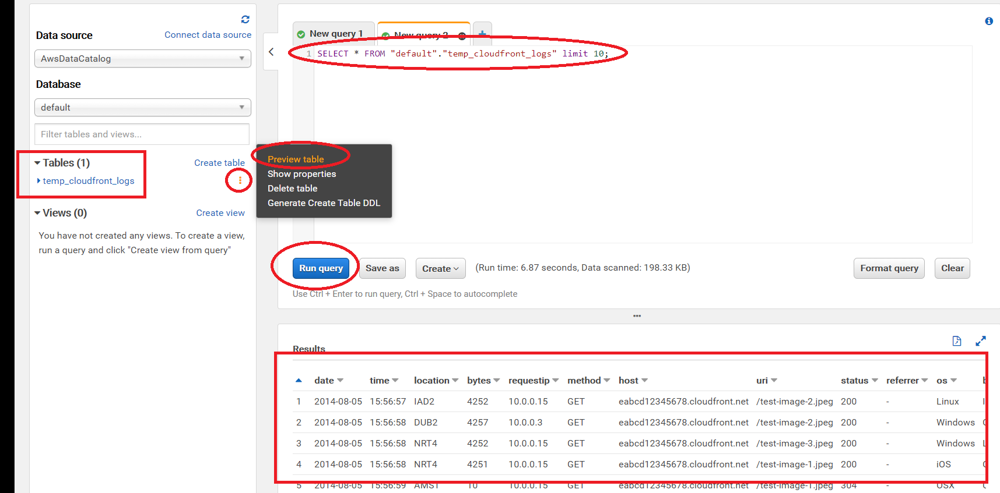 Data source
Connect data source
AwsDataCatalog
Database
default
Filter tables and views...
Tables (1)
Create table
temp_cloudfront_logs
Views (0)
Create view
You have not created any views. To create a view,
run a query and click "Create view from query"
New query 1
New query 2
1 SELECT * FROM "default"."temp_cloudfront_logs" limit 10;
Preview table
Show properties
Delete table
Generate Create Table DDL
Run query
Save as
Create
(Run time: 6.87 seconds, Data scanned: 198.33 KB)
Format query
Clear
Use Ctrl + Enter to run query, Ctrl + Space to autocomplete
Results
date time location bytes requestip method host uri status referrer os
1 2014-08-05 15:56:57 IAD2 4252 10.0.0.15 GET eabcd12345678.cloudfront.net /test-image-2.jpeg 200 - Linux
2 2014-08-05 15:56:58 DUB2 4257 10.0.0.3 GET eabcd12345678.cloudfront.net /test-image-2.jpeg 200 - Windows
3 2014-08-05 15:56:58 NRT4 4252 10.0.0.15 GET eabcd12345678.cloudfront.net /test-image-3.jpeg 200 - Windows
4 2014-08-05 15:56:58 NRT4 4251 10.0.0.15 GET eabcd12345678.cloudfront.net /test-image-1.jpeg 200 - iOS
5 2014-08-05 15:56:59 AMS1 10 10.0.0.15 GET eabcd12345678.cloudfront.net /test-image-1.jpeg 304 - OSX